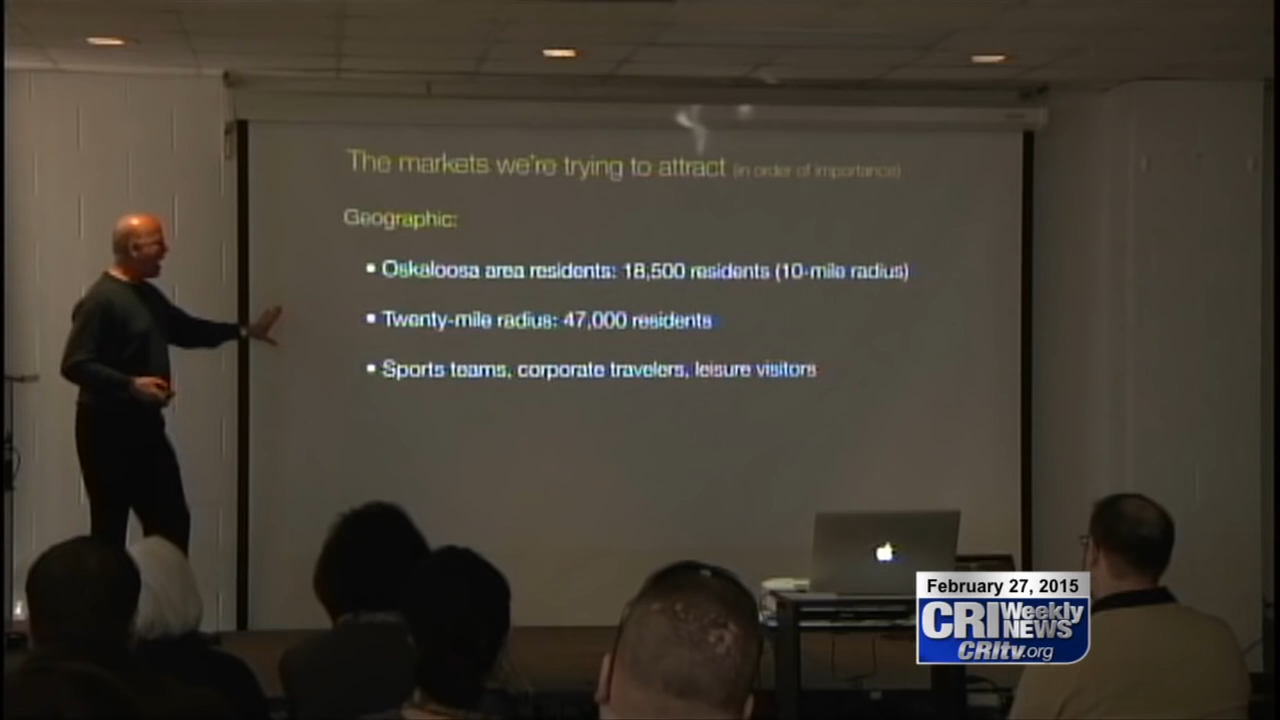 The markets we're trying to attract (in order of importance)
Geographic:
▪ Oskaloosa area residents: 18,500 residents (10-mile radius)
▪ Twenty-mile radius: 47,000 residents
▪ Sports teams, corporate travelers, leisure visitors
February 27, 2015
CRI Weekly NEWS
CRItv.org